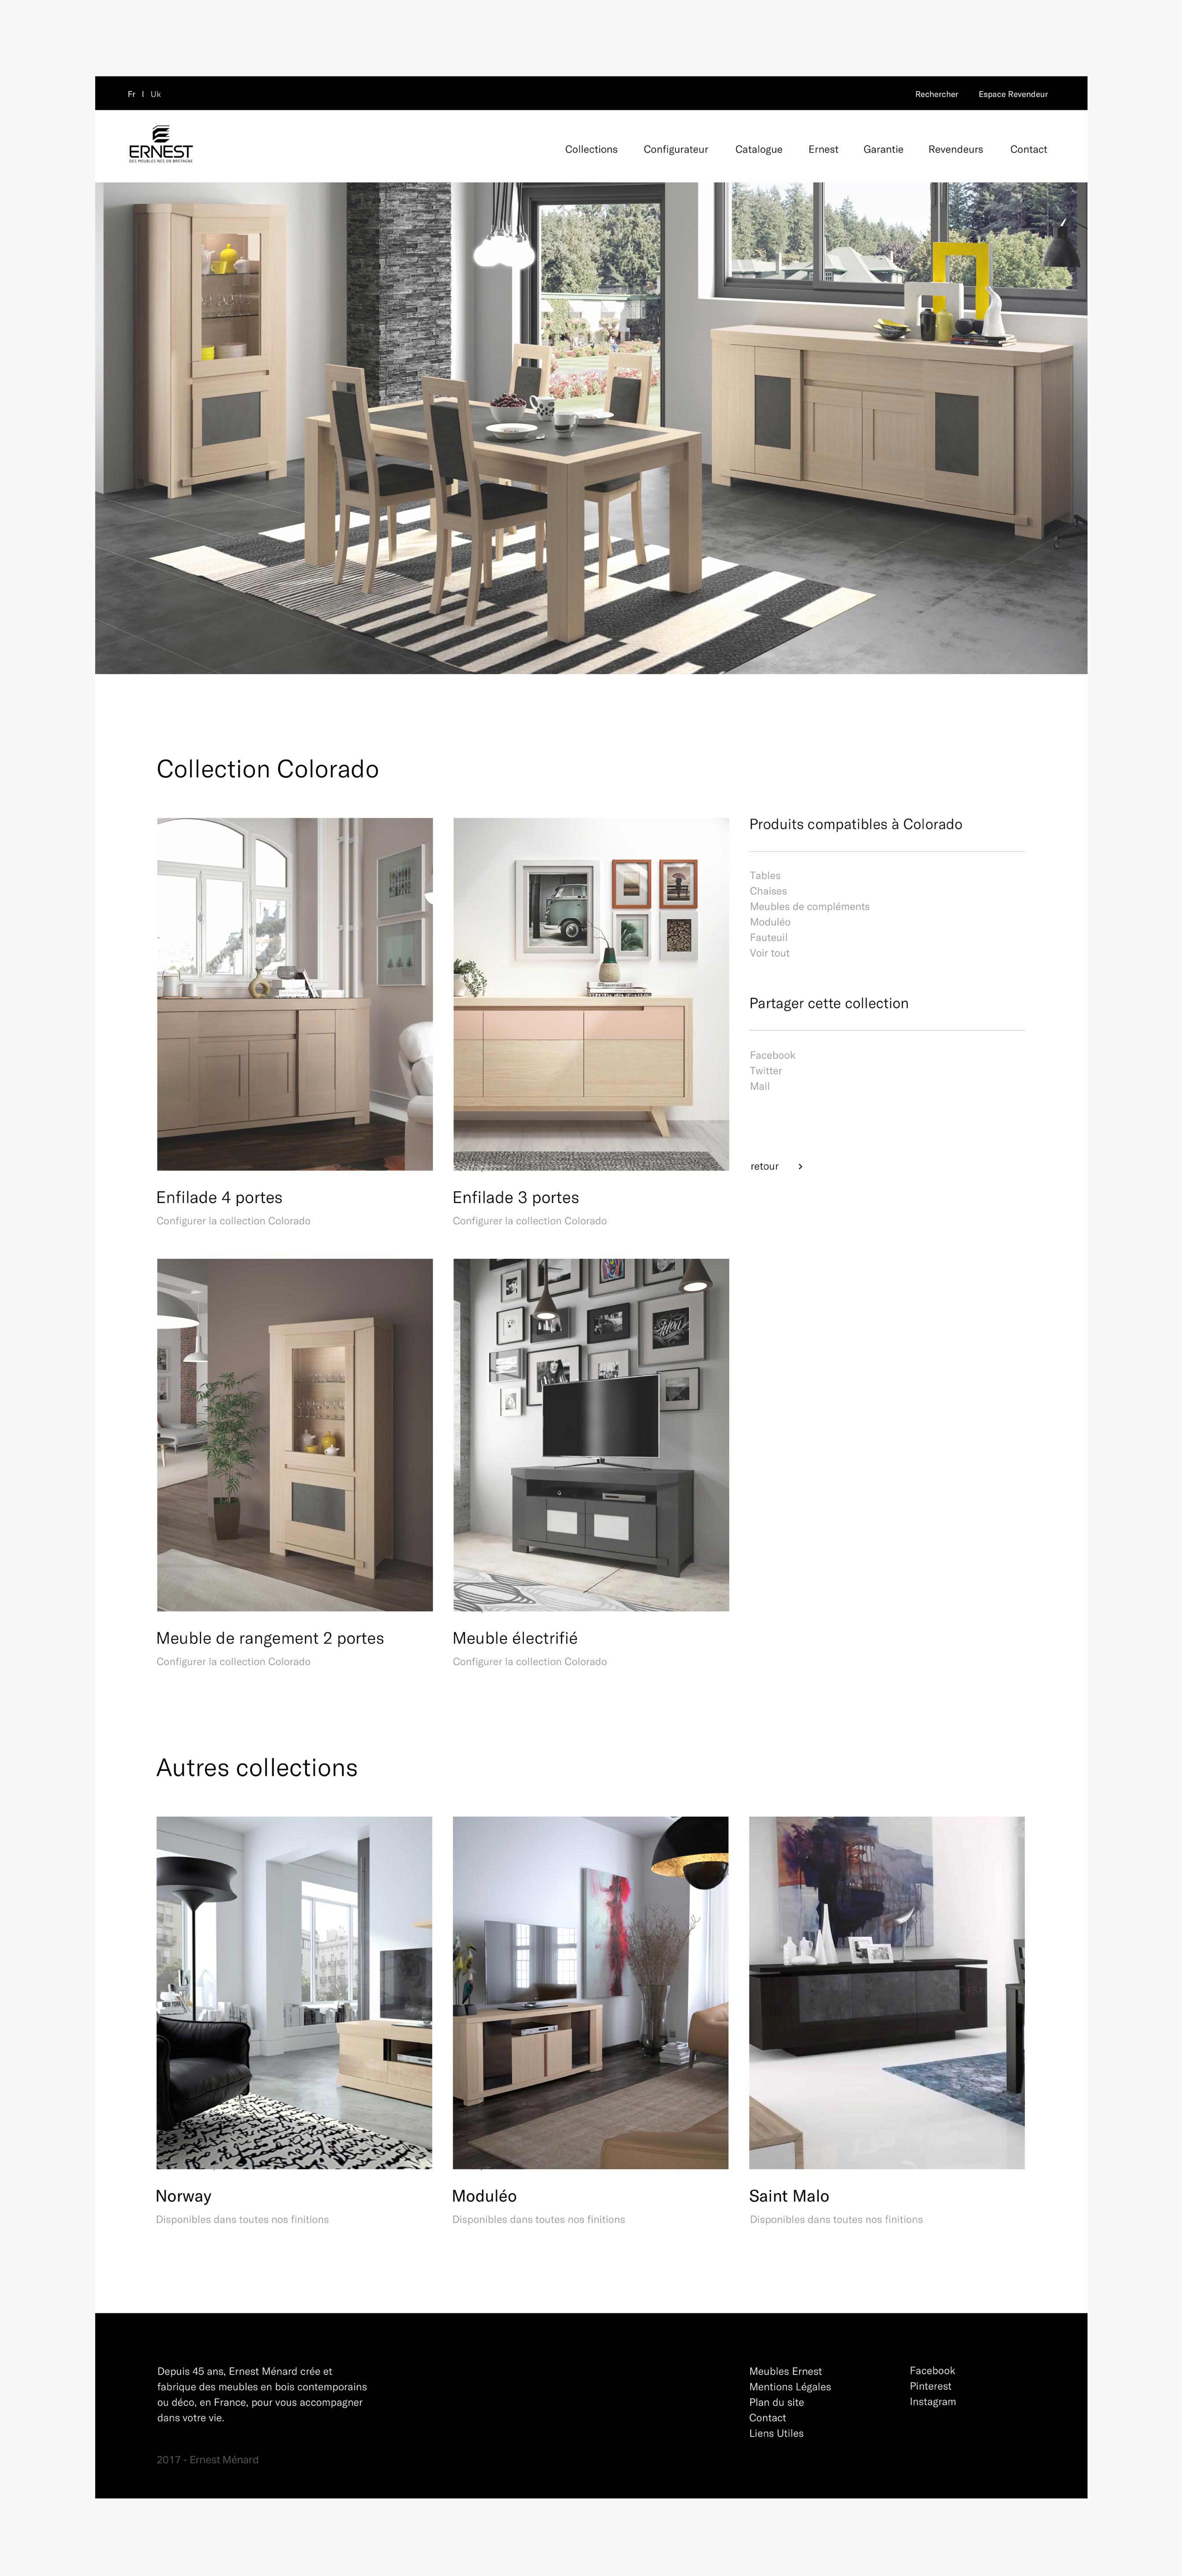 Fr | Uk
Rechercher
Espace Revendeur
ERNEST
DES MEUBLES NÉS EN BRETAGNE
Collections
Configurateur
Catalogue
Ernest
Garantie
Revendeurs
Contact
Collection Colorado
Produits compatibles à Colorado
Tables
Chaises
Meubles de compléments
Moduléo
Fauteuil
Voir tout
Partager cette collection
Facebook
Twitter
Mail
retour
Enfilade 4 portes
Configurer la collection Colorado
Enfilade 3 portes
Configurer la collection Colorado
Meuble de rangement 2 portes
Configurer la collection Colorado
Meuble électrifié
Configurer la collection Colorado
Autres collections
NEW YORK
Norway
Disponibles dans toutes nos finitions
Moduléo
Disponibles dans toutes nos finitions
Saint Malo
Disponibles dans toutes nos finitions
Depuis 45 ans, Ernest Ménard crée et
fabrique des meubles en bois contemporains
ou déco, en France, pour vous accompagner
dans votre vie.
2017 - Ernest Ménard
Meubles Ernest
Mentions Légales
Plan du site
Contact
Liens Utiles
Facebook
Pinterest
Instagram